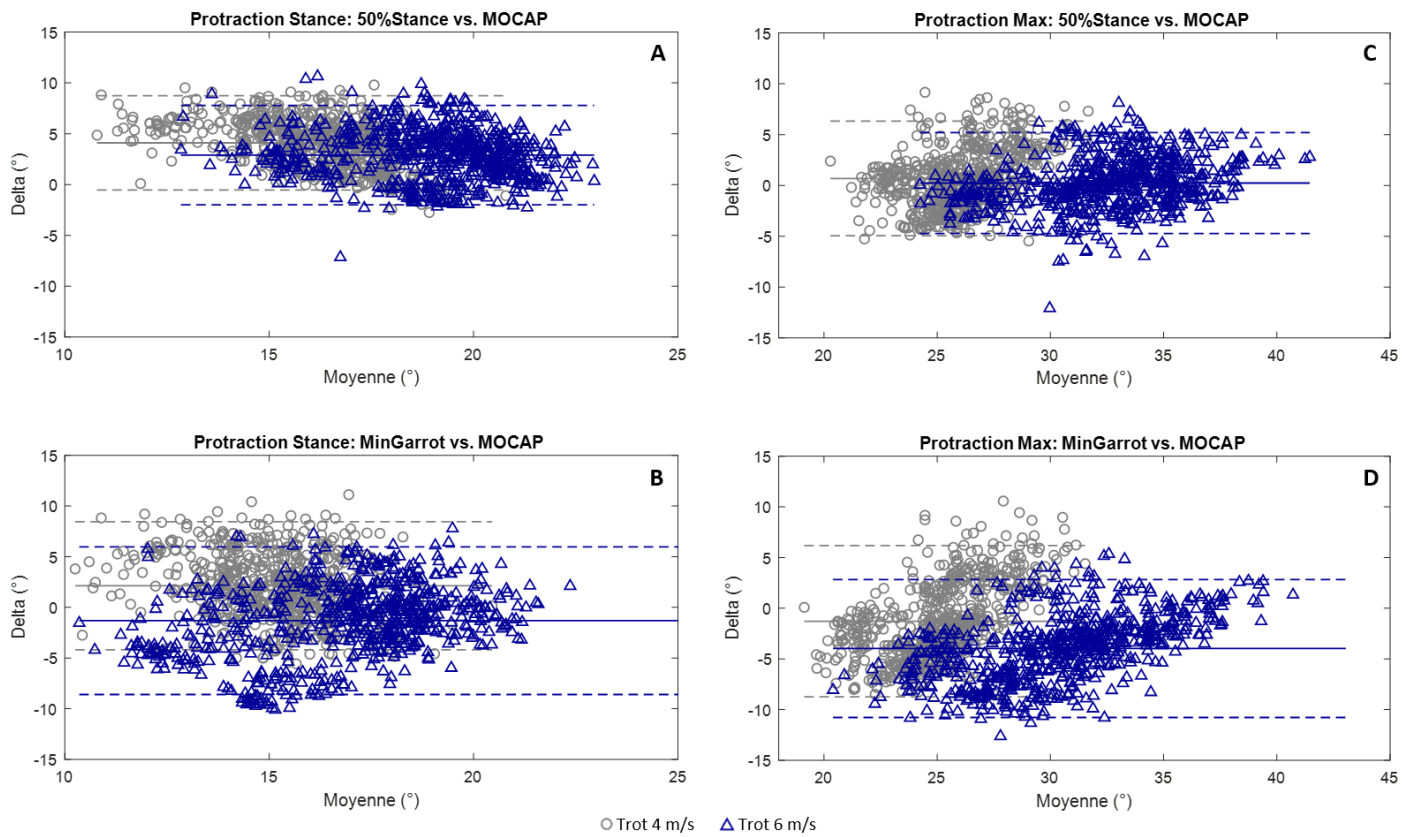 Protraction Stance: 50%Stance vs. MOCAP
A
15
10
5
0
-5
-10
-15
Delta (°)
10 15 20 25
Moyenne (°)
Protraction Max: 50%Stance vs. MOCAP
C
15
10
5
0
-5
-10
-15
Delta (°)
20 25 30 35 40 45
Moyenne (°)
Protraction Stance: MinGarrot vs. MOCAP
B
15
10
5
0
-5
-10
-15
Delta (°)
10 15 20 25
Moyenne (°)
Protraction Max: MinGarrot vs. MOCAP
D
15
10
5
0
-5
-10
-15
Delta (°)
20 25 30 35 40 45
Moyenne (°)
Trot 4 m/s Trot 6 m/s